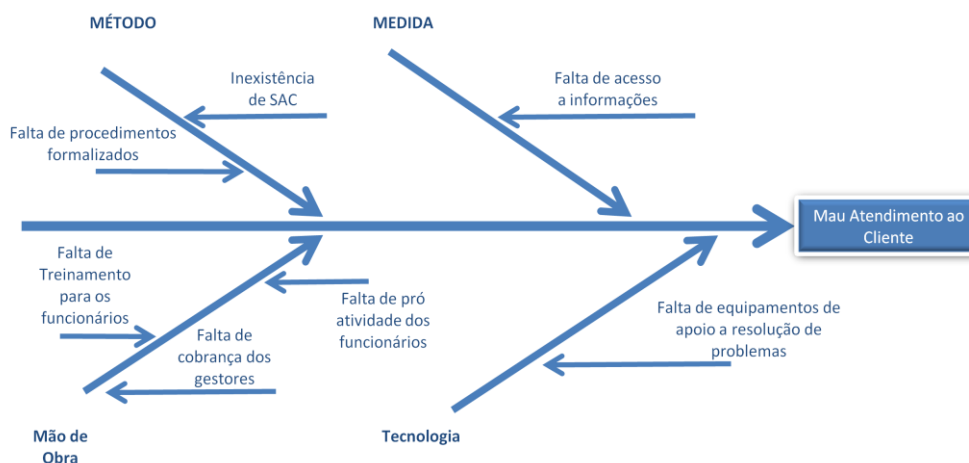 MÉTODO
MEDIDA
Inexistência
de SAC
Falta de acesso
a informações
Falta de procedimentos
formalizados
Mau Atendimento ao
Cliente
Falta de
Treinamento
para os
funcionários
Falta de pró
atividade dos
funcionários
Falta de
cobrança dos
gestores
Falta de equipamentos de
apoio a resolução de
problemas
Mão de
Obra
Tecnologia